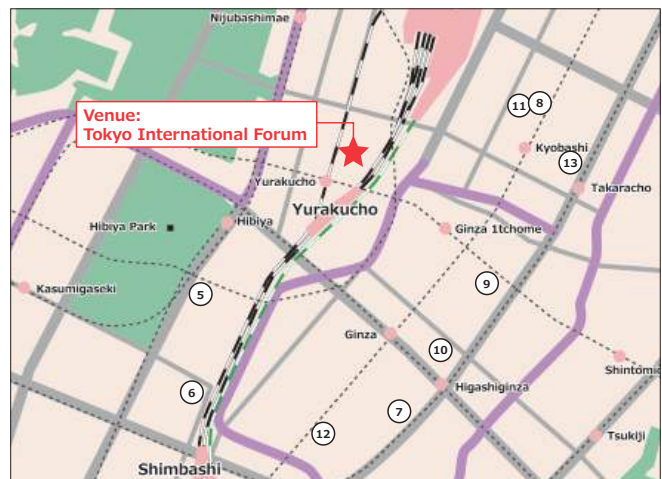 Nijubashimae
Venue:
Tokyo International Forum
11
8
Kyobashi
13
Takaracho
Yurakucho
Yurakucho
Hibiya Park
Hibiya
Ginza 1tchome
Kasumigaseki
5
9
Ginza
10
Shintomic
6
Higashiginza
7
12
Tsukiji
Shimbashi